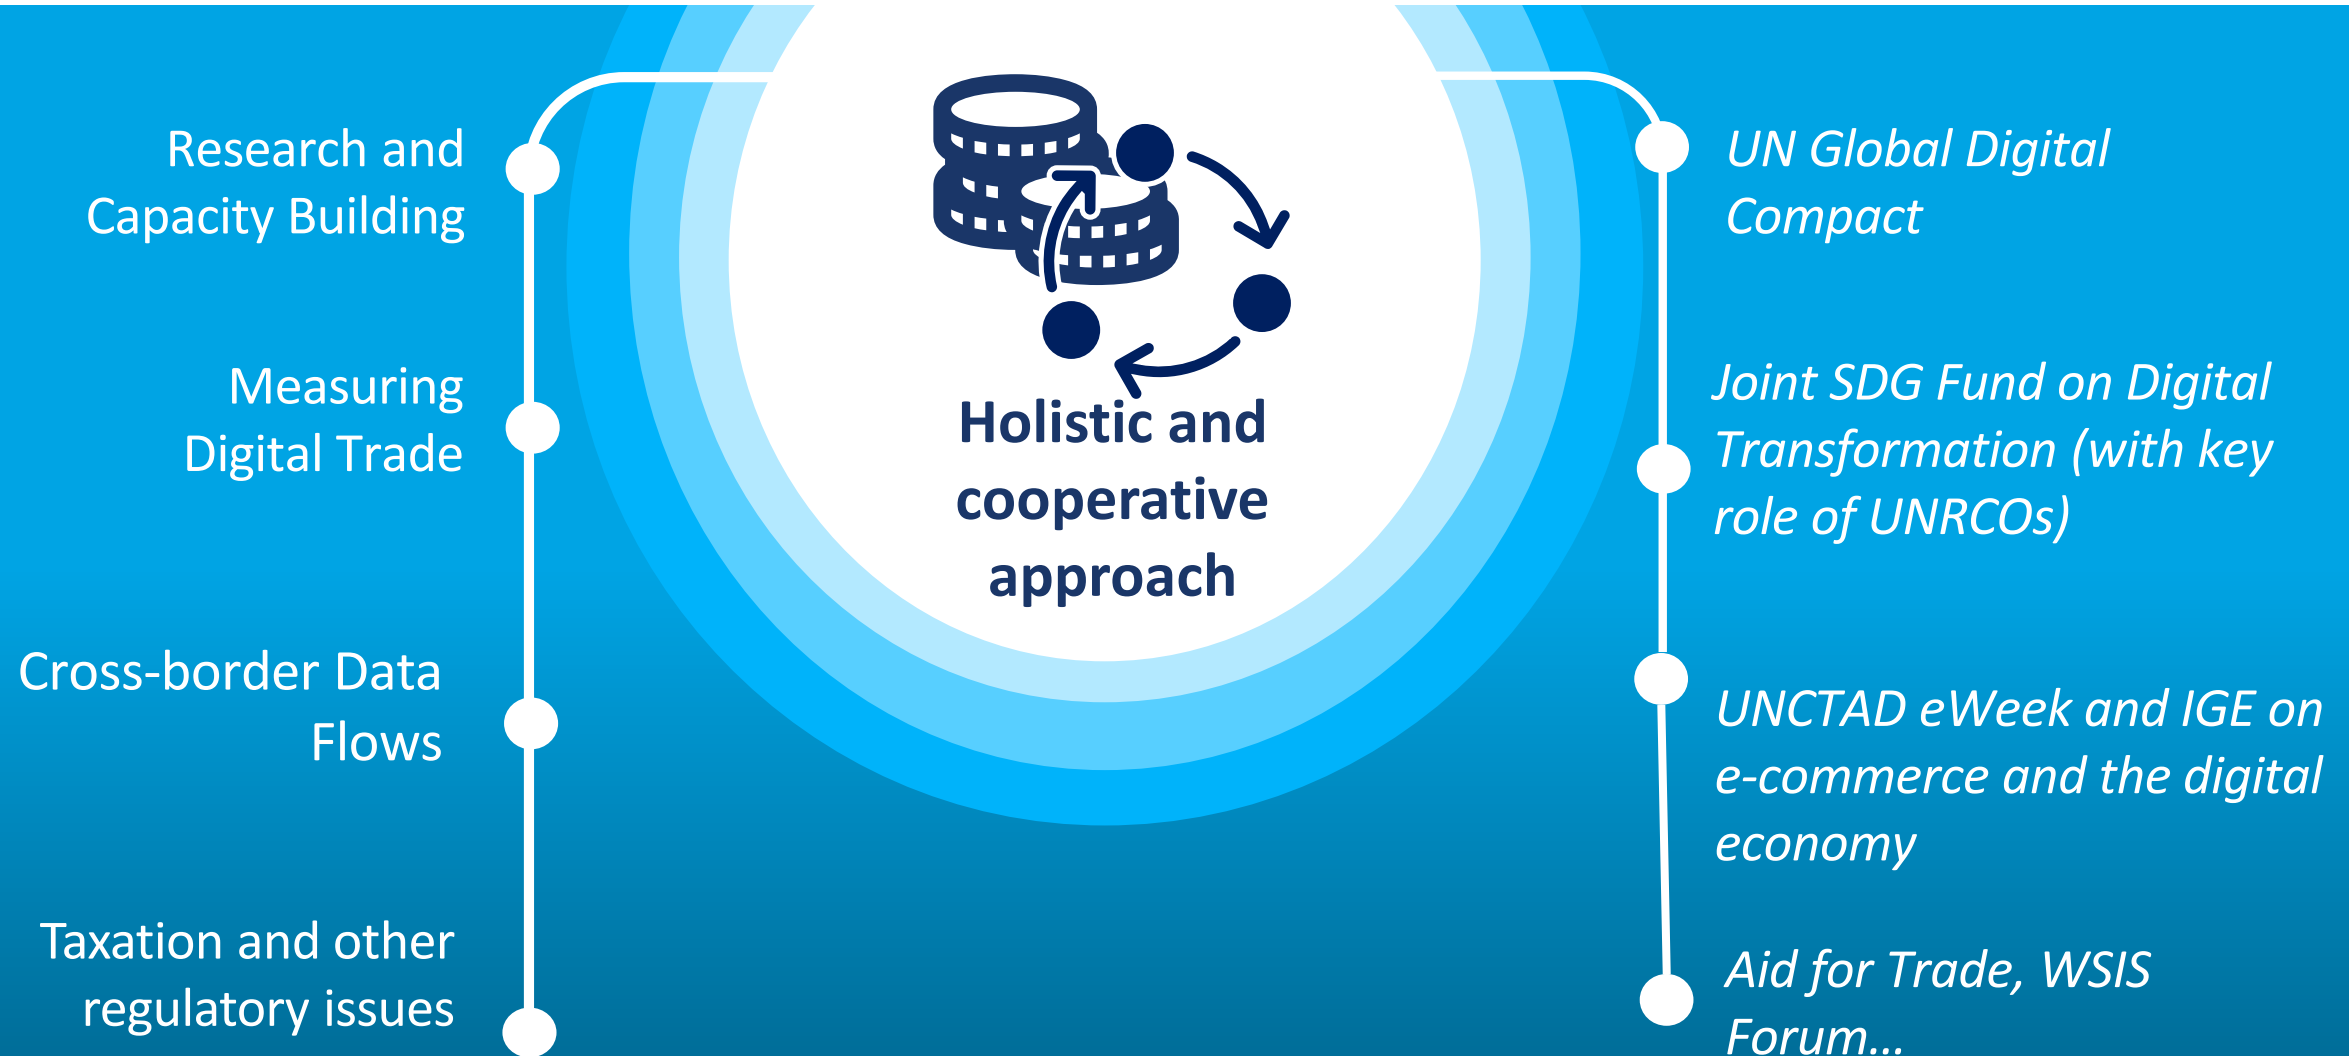 Research and
Capacity Building
Measuring
Digital Trade
Cross-border Data
Flows
Taxation and other
regulatory issues
Holistic and
cooperative
approach
UN Global Digital
Compact
Joint SDG Fund on Digital
Transformation (with key
role of UNRCOs)
UNCTAD eWeek and IGE on
e-commerce and the digital
economy
Aid for Trade, WSIS
Forum…